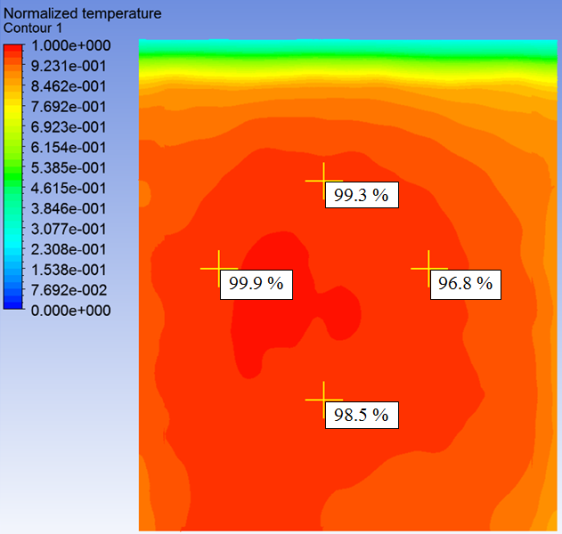 Normalized temperature
Contour 1
1.000e+000
9.231e-001
8.462e-001
7.692e-001
6.923e-001
6.154e-001
5.385e-001
4.615e-001
3.846e-001
3.077e-001
2.308e-001
1.538e-001
7.692e-002
0.000e+000
99.3 %
99.9 %
96.8 %
98.5 %